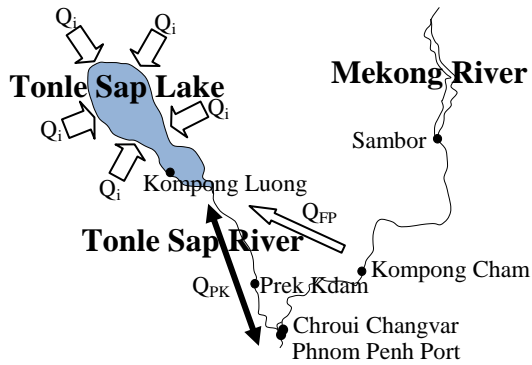 Qi
Qi
Tonle Sap Lake
Mekong River
Qi
Qi
Sambor
Qi
Kompong Luong
QFP
Tonle Sap River
Kompong Cham
QPK
Prek Kdam
Chroui Changvar
Phnom Penh Port